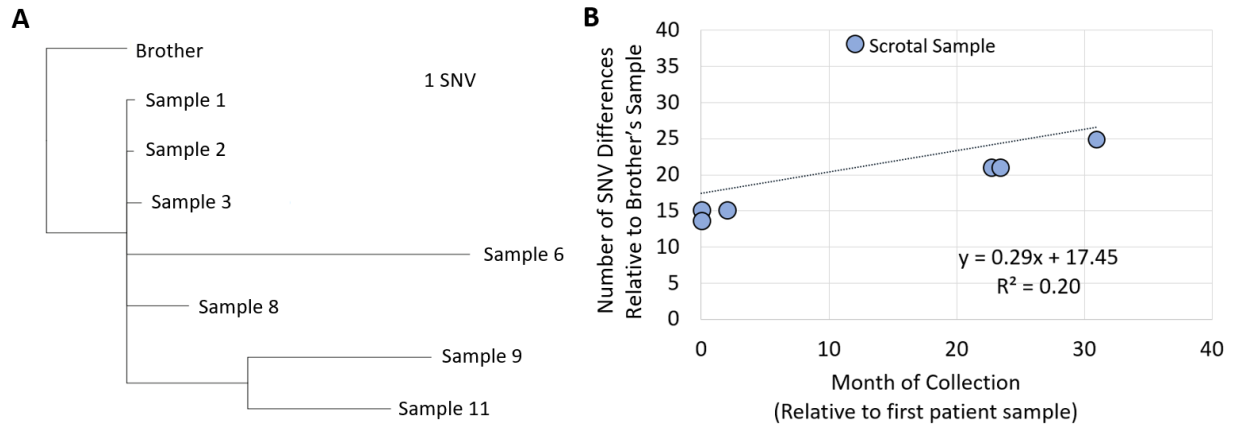 A
Brother
Sample 1
1 SNV
Sample 2
Sample 3
Sample 6
Sample 8
Sample 9
Sample 11
B
Number of SNV Differences
Relative to Brother's Sample
40
35
30
25
20
15
10
5
0
Scrotal Sample
y = 0.29x + 17.45
R² = 0.20
0 10 20 30 40
Month of Collection
(Relative to first patient sample)